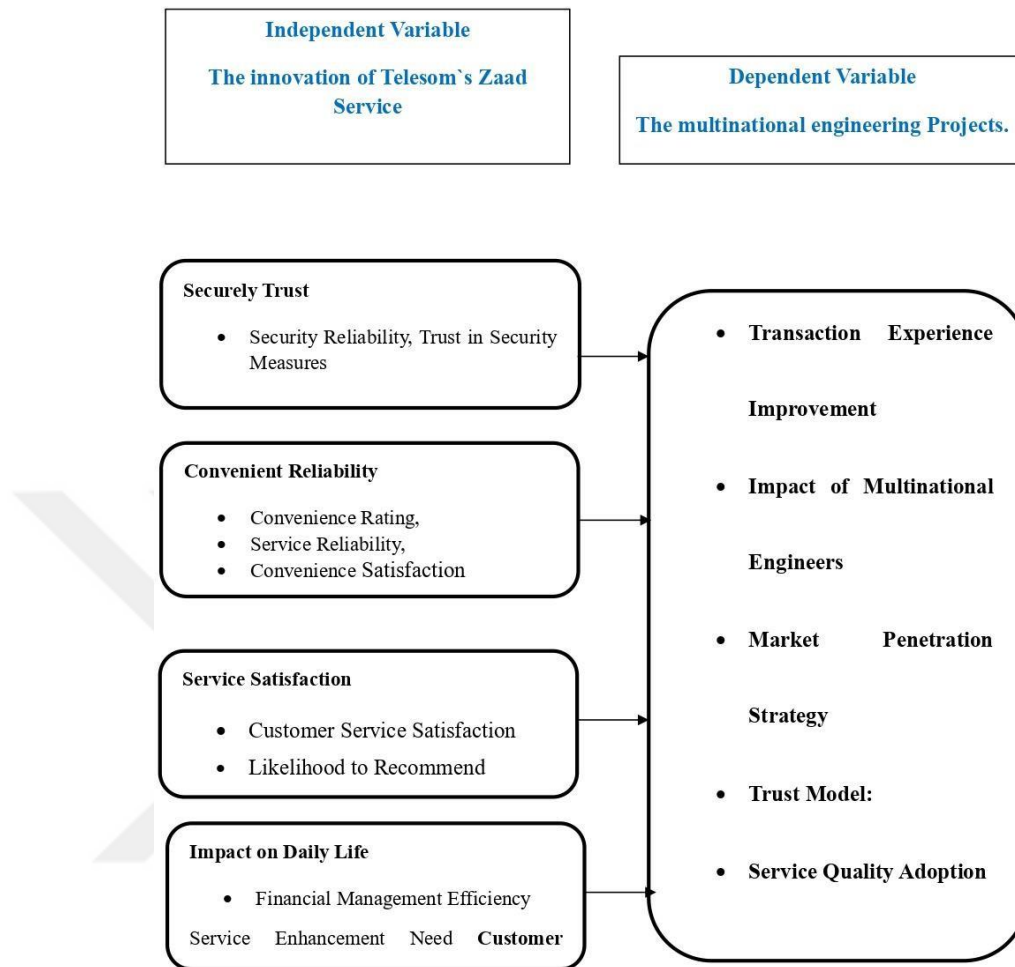 Independent Variable
The innovation of Telesom`s Zaad
Service
Dependent Variable
The multinational engineering Projects.
Securely Trust
• Security Reliability, Trust in Security
Measures
Convenient Reliability
• Convenience Rating,
• Service Reliability,
• Convenience Satisfaction
Service Satisfaction
• Customer Service Satisfaction
• Likelihood to Recommend
Impact on Daily Life
• Financial Management Efficiency
Service Enhancement Need Customer
• Transaction Experience
Improvement
• Impact of Multinational
Engineers
• Market Penetration
Strategy
• Trust Model:
• Service Quality Adoption